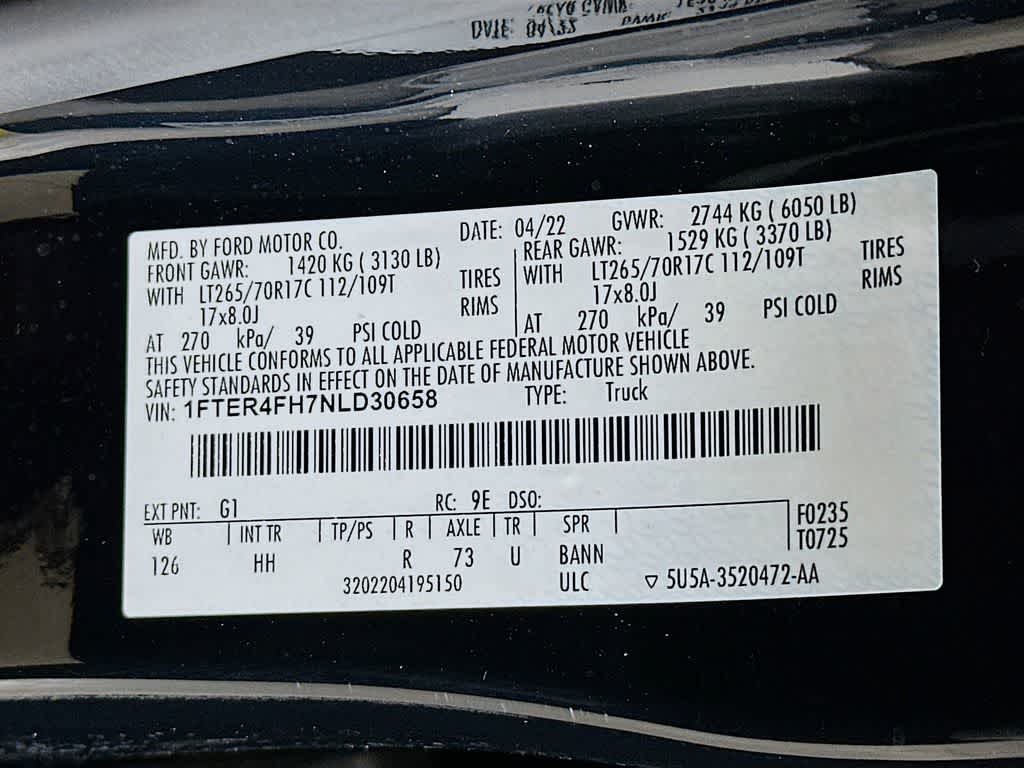 MFD. BY FORD MOTOR CO. DATE: 04/22 GVWR: 2744 KG ( 6050 LB)
FRONT GAWR: 1420 KG ( 3130 LB)
WITH LT265/70R17C 112/109T TIRES
17x8.0J RIMS
AT 270 kPa/ 39 PSI COLD
REAR GAWR: 1529 KG ( 3370 LB)
WITH LT265/70R17C 112/109T TIRES
17x8.0J RIMS
AT 270 kPa/ 39 PSI COLD
THIS VEHICLE CONFORMS TO ALL APPLICABLE FEDERAL MOTOR VEHICLE
SAFETY STANDARDS IN EFFECT ON THE DATE OF MANUFACTURE SHOWN ABOVE.
VIN: 1FTER4FH7NLD30658 TYPE: Truck
EXT PNT: G1 RC: 9E DSO:
WB INT TR TP/PS R AXLE TR SPR F0235
126 HH R 73 U BANN T0725
3202204195150 ULC ▽ 5U5A-3520472-AA